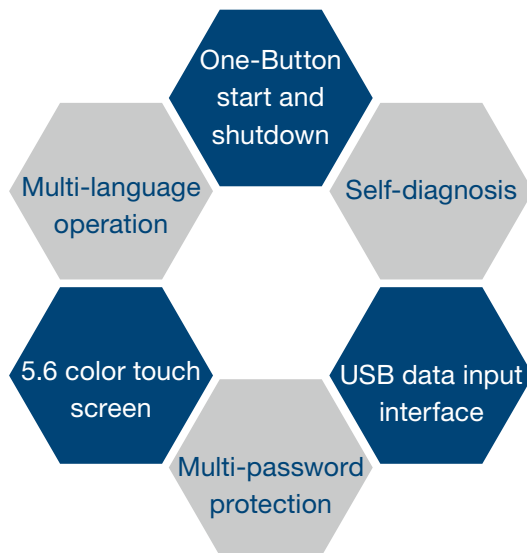 One-Button
start and
shutdown
Multi-language
operation
Self-diagnosis
5.6 color touch
screen
USB data input
interface
Multi-password
protection